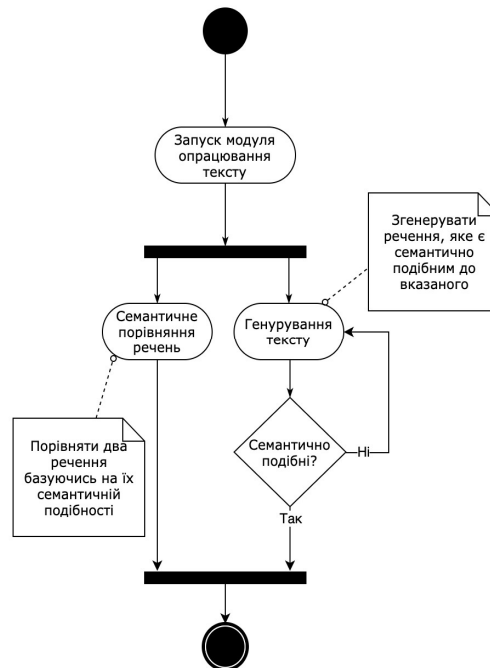 Запуск модуля
опрацювання
тексту
Згенерувати
речення, яке є
семантично
подібним до
вказаного
Семантичне
порівняння
речень
Генурування
тексту
Порівняти два
речення
базуючись на їх
семантичній
подібності
Семантично
подібні?
Ні
Так